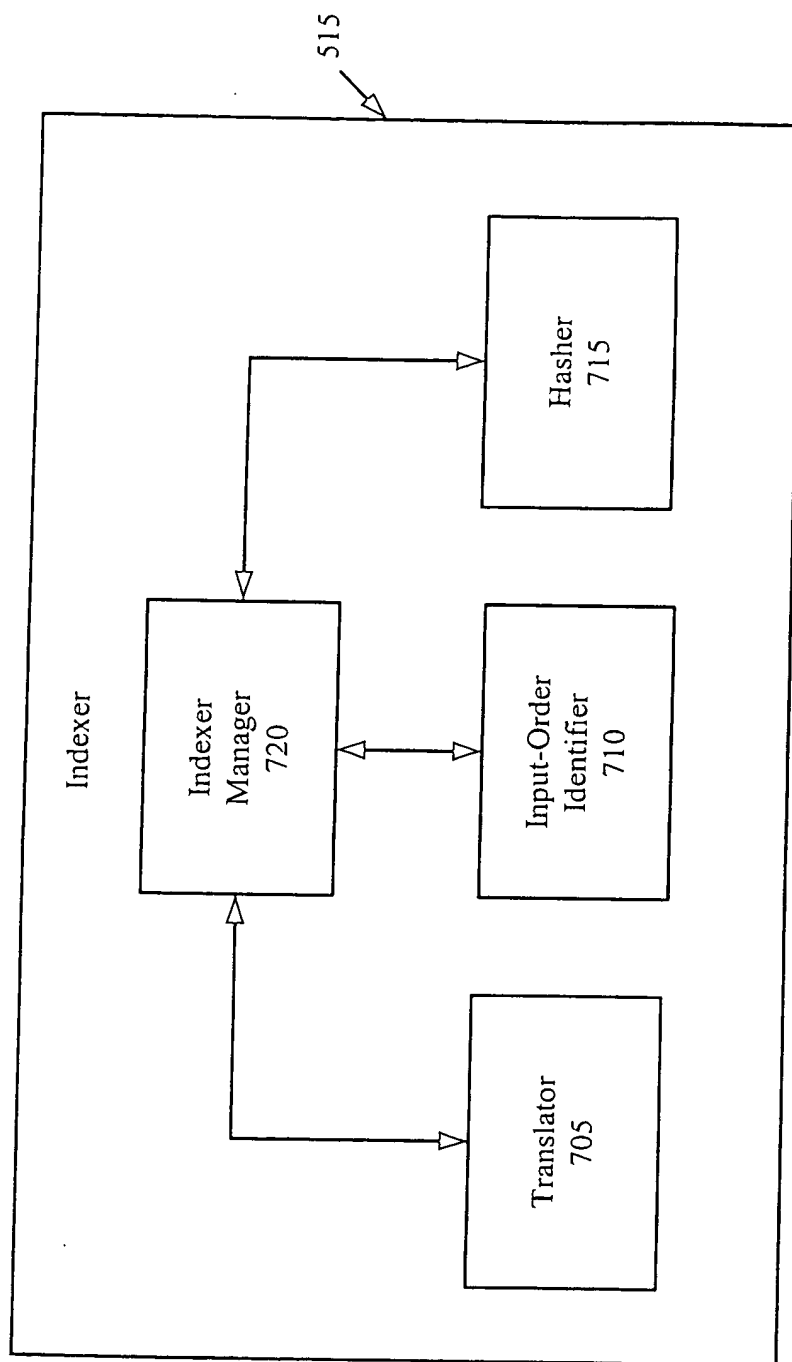 Indexer
515
Indexer
Manager
720
Translator
705
Input-Order
Identifier
710
Hasher
715